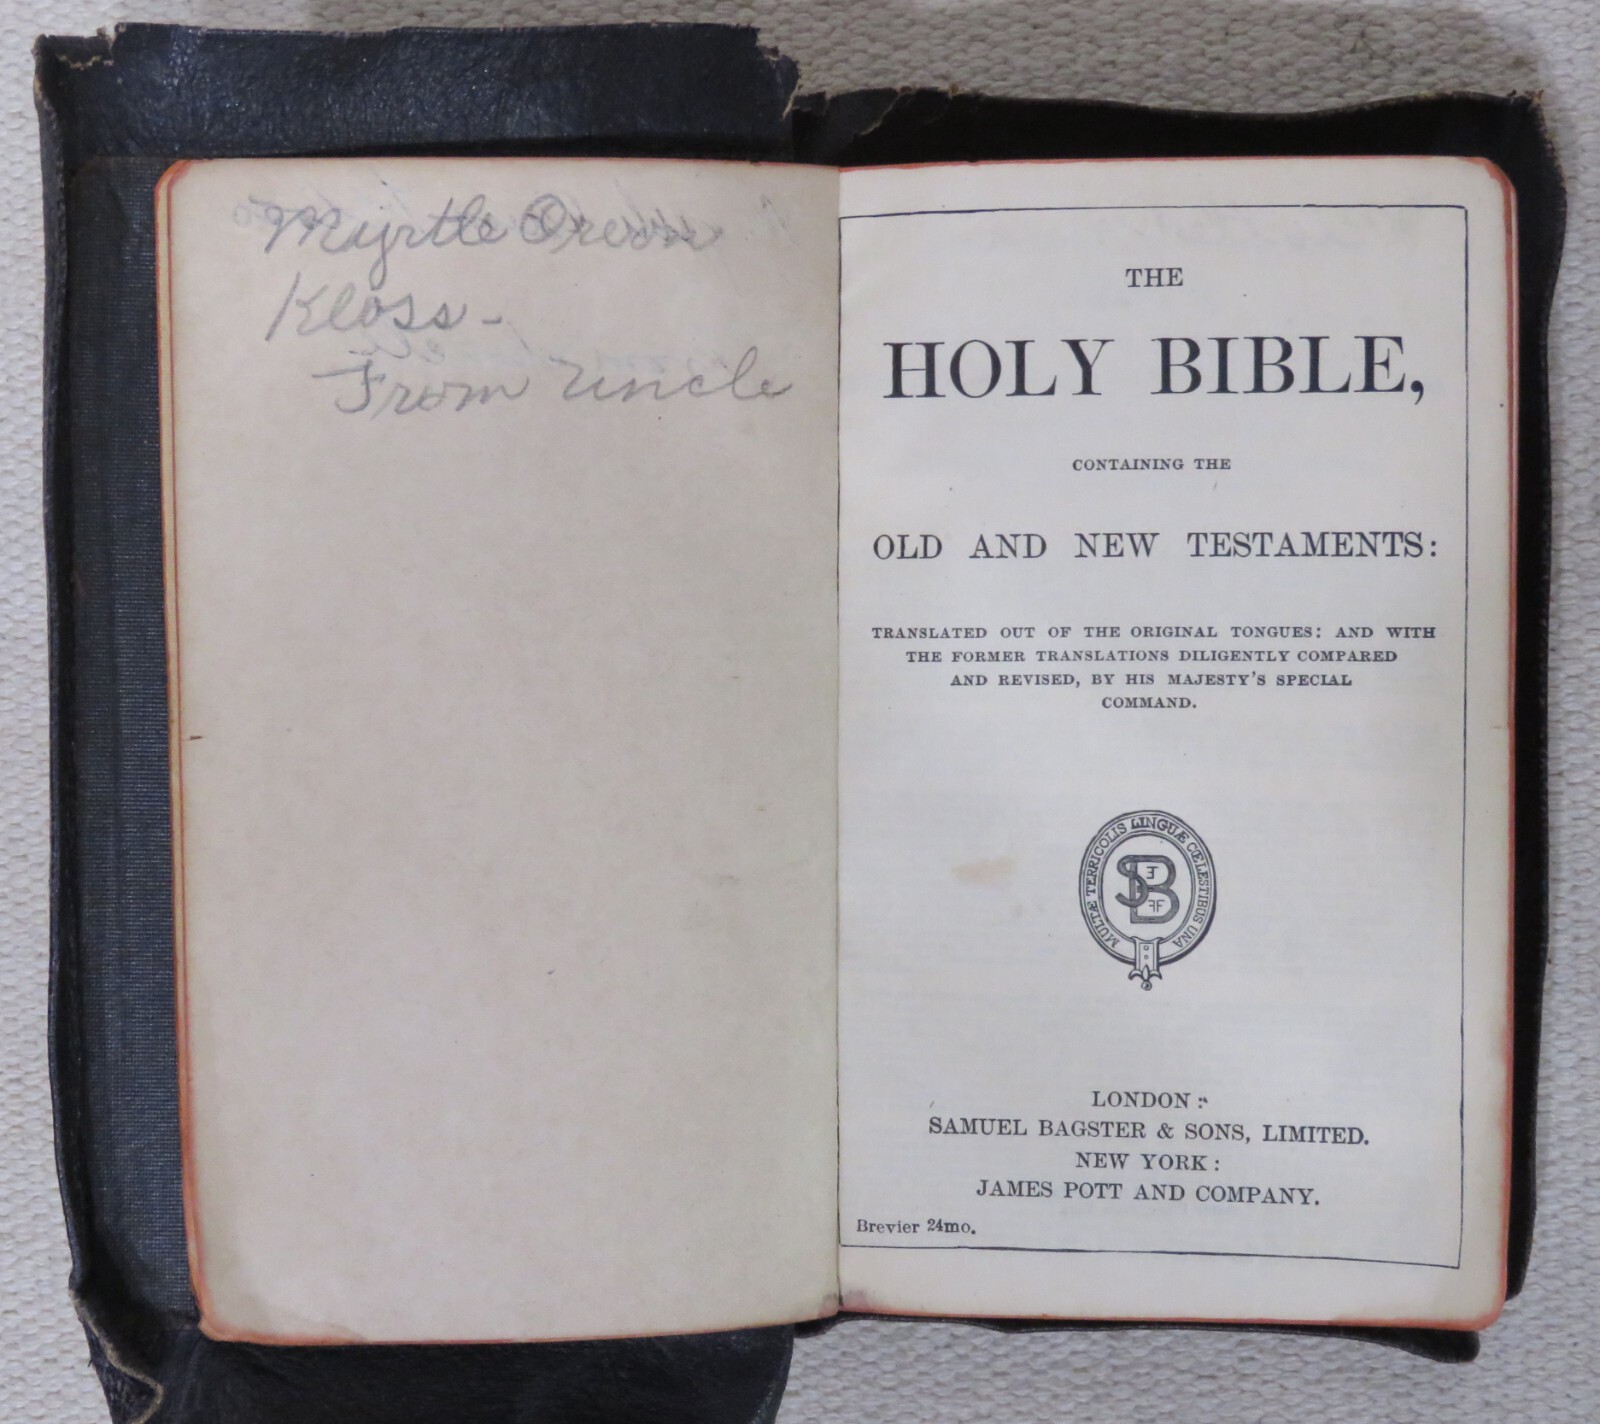 Myrtle
Kloss -
From Uncle
THE
HOLY BIBLE,
CONTAINING THE
OLD AND NEW TESTAMENTS:
TRANSLATED OUT OF THE ORIGINAL TONGUES: AND WITH
THE FORMER TRANSLATIONS DILIGENTLY COMPARED
AND REVISED, BY HIS MAJESTY'S SPECIAL
COMMAND.
MULTÆ TERRICOLIS LINGUÆ CŒLESTIBUS UNA
SB
LONDON:
SAMUEL BAGSTER & SONS, LIMITED.
NEW YORK:
JAMES POTT AND COMPANY.
Brevier 24mo.